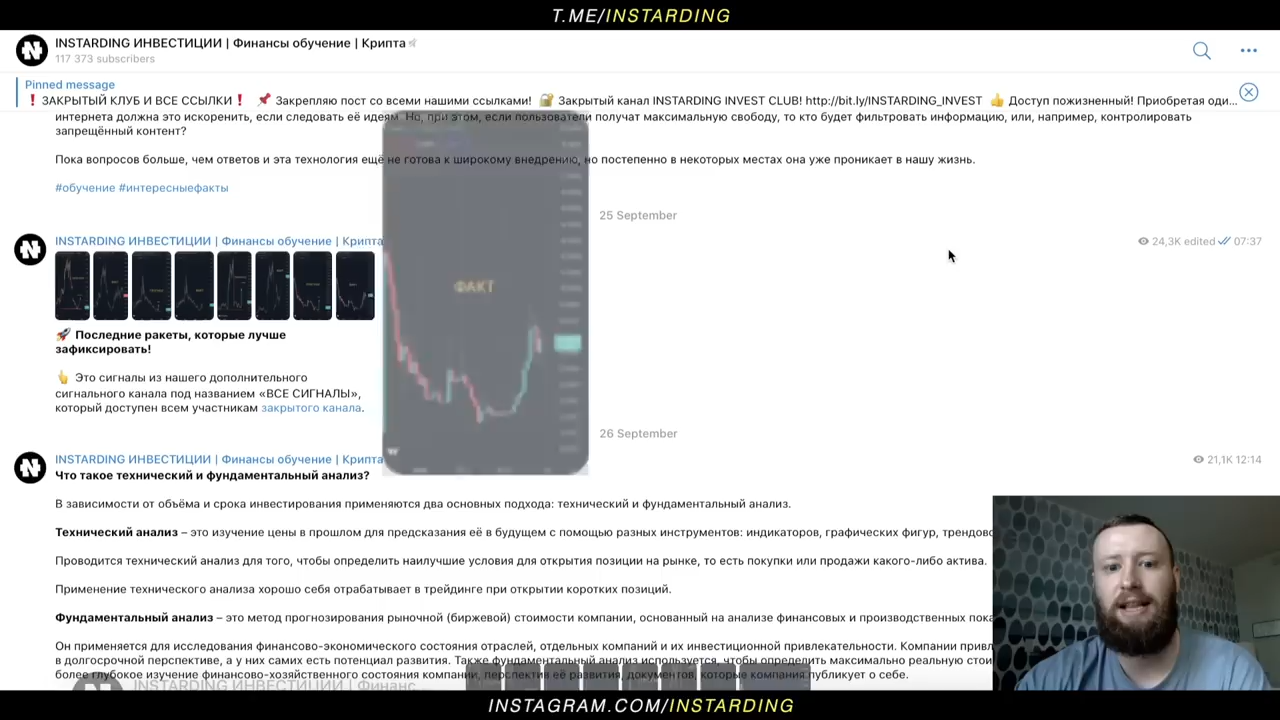 T.ME/INSTARDING
INSTARDING ИНВЕСТИЦИИ | Финансы обучение | Крипта
117 373 subscribers
Pinned message
❗ ЗАКРЫТЫЙ КЛУБ И ВСЕ ССЫЛКИ❗ 📌 Закрепляю пост со всеми нашими ссылками! 🔐 Закрытый канал INSTARDING INVEST CLUB! http://bit.ly/INSTARDING_INVEST 👍 Доступ пожизненный! Приобретая оди...
интернета должна это искоренить, если следовать её идеям. Но, при этом, если пользователи получат максимальную свободу, то кто будет фильтровать информацию, или, например, контролировать
запрещённый контент?
Пока вопросов больше, чем ответов и эта технология ещё не готова к широкому внедрению, но постепенно в некоторых местах она уже проникает в нашу жизнь.
#обучение #интересныефакты
25 September
INSTARDING ИНВЕСТИЦИИ | Финансы обучение | Крипта
24,3K edited 07:37
ФАКТ
🚀 Последние ракеты, которые лучше
зафиксировать!
👆 Это сигналы из нашего дополнительного
сигнального канала под названием «ВСЕ СИГНАЛЫ»,
который доступен всем участникам закрытого канала.
26 September
INSTARDING ИНВЕСТИЦИИ | Финансы обучение | Крипта
21,1K 12:14
Что такое технический и фундаментальный анализ?
В зависимости от объёма и срока инвестирования применяются два основных подхода: технический и фундаментальный анализ.
Технический анализ – это изучение цены в прошлом для предсказания её в будущем с помощью разных инструментов: индикаторов, графических фигур, трендово
Проводится технический анализ для того, чтобы определить наилучшие условия для открытия позиции на рынке, то есть покупки или продажи какого-либо актива.
Применение технического анализа хорошо себя отрабатывает в трейдинге при открытии коротких позиций.
Фундаментальный анализ – это метод прогнозирования рыночной (биржевой) стоимости компании, основанный на анализе финансовых и производственных пока
Он применяется для исследования финансово-экономического состояния отраслей, отдельных компаний и их инвестиционной привлекательности. Компании привл
в долгосрочной перспективе, а у них самих есть потенциал развития. Также фундаментальный анализ используется, чтобы определить максимально реальную стои
более глубокое изучение финансово-хозяйственного состояния компании, перспектив её развития, документов, которые компания публикует о себе.
INSTARDING ИНВЕСТИЦИИ | Финанс...
INSTAGRAM.COM/INSTARDING